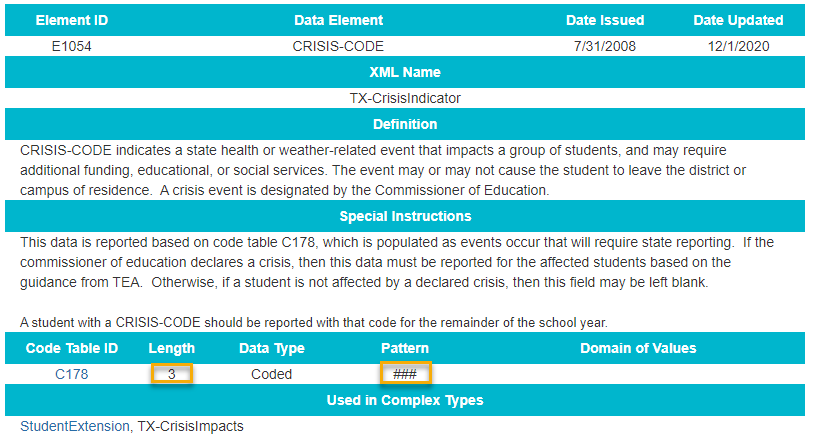 Element ID Data Element Date Issued Date Updated
E1054 CRISIS-CODE 7/31/2008 12/1/2020
XML Name
TX-CrisisIndicator
Definition
CRISIS-CODE indicates a state health or weather-related event that impacts a group of students, and may require
additional funding, educational, or social services. The event may or may not cause the student to leave the district or
campus of residence.  A crisis event is designated by the Commissioner of Education.
Special Instructions
This data is reported based on code table C178, which is populated as events occur that will require state reporting.  If the
commissioner of education declares a crisis, then this data must be reported for the affected students based on the
guidance from TEA.  Otherwise, if a student is not affected by a declared crisis, then this field may be left blank.
A student with a CRISIS-CODE should be reported with that code for the remainder of the school year.
Code Table ID Length Data Type Pattern Domain of Values
C178 3 Coded ###
Used in Complex Types
StudentExtension, TX-CrisisImpacts